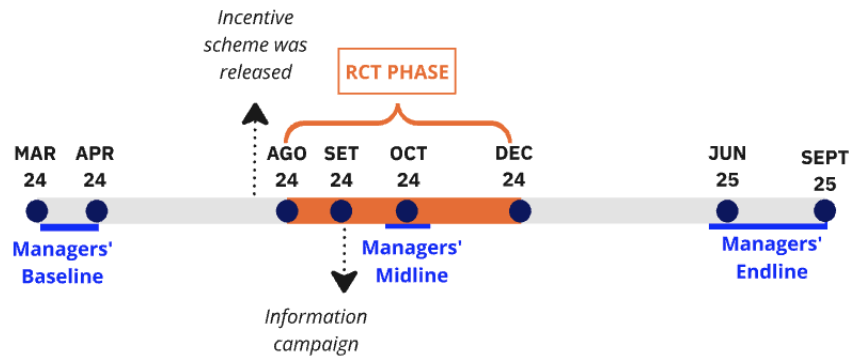 Incentive
scheme was
released
RCT PHASE
MAR
24
APR
24
AGO
24
SET
24
OCT
24
DEC
24
JUN
25
SEPT
25
Managers'
Baseline
Managers'
Midline
Managers'
Endline
Information
campaign